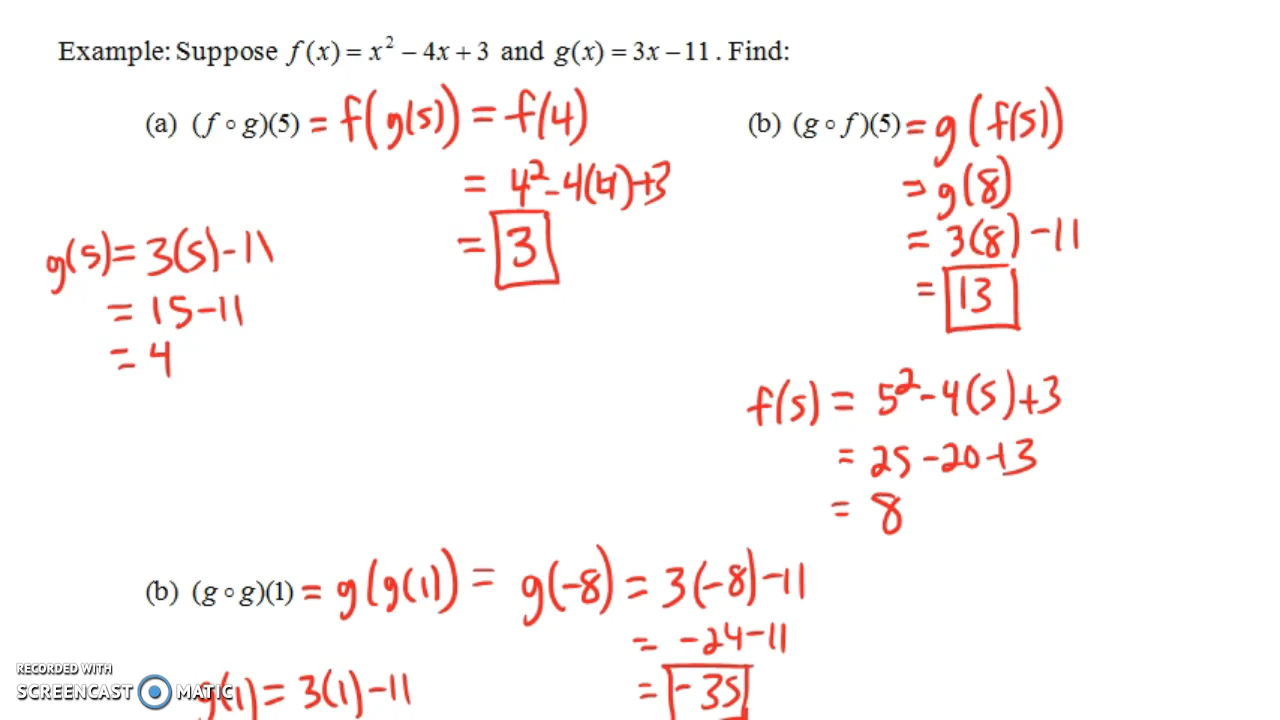 Example: Suppose f(x) = x² − 4x + 3 and g(x) = 3x − 11. Find:
(a) (f ∘ g)(5) = f(g(5)) = f(4)
= 4² - 4(4) + 3
= 3
g(5) = 3(5) - 11
= 15 - 11
= 4
(b) (g ∘ f)(5) = g(f(5))
= g(8)
= 3(8) - 11
= 13
f(5) = 5² - 4(5) + 3
= 25 - 20 + 3
= 8
(b) (g ∘ g)(1) = g(g(1)) = g(-8) = 3(-8) - 11
= -24 - 11
= -35
g(1) = 3(1) - 11
RECORDED WITH
SCREENCAST MATIC